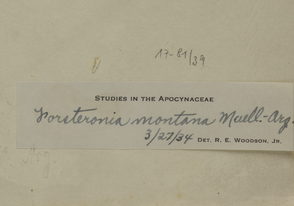 17-81/39
STUDIES IN THE APOCYNACEAE
Forsteronia montana Muell.-Arg.
3/27/34 DET. R. E. WOODSON, JR.